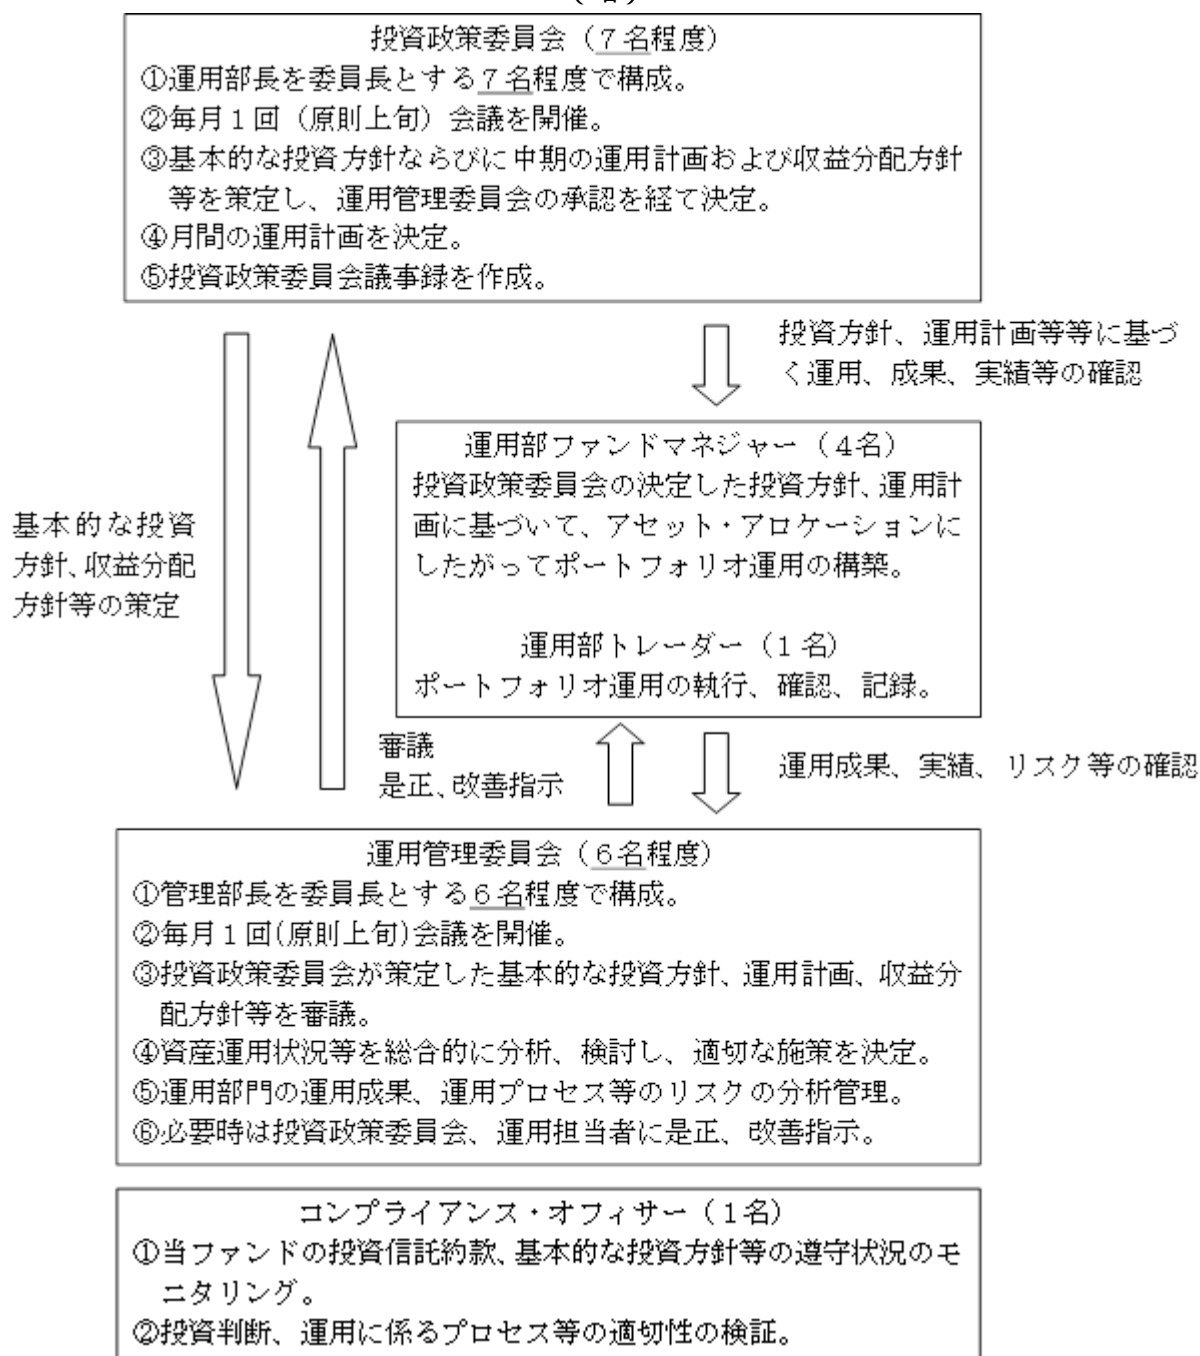 投資政策委員会（７名程度）
①運用部長を委員長とする７名程度で構成。
②毎月１回（原則上旬）会議を開催。
③基本的な投資方針ならびに中期の運用計画および収益分配方針
等を策定し、運用管理委員会の承認を経て決定。
④月間の運用計画を決定。
⑤投資政策委員会議事録を作成。
投資方針、運用計画等等に基づ
く運用、成果、実績等の確認
基本的な投資
方針、収益分配
方針等の策定
運用部ファンドマネジャー（４名）
投資政策委員会の決定した投資方針、運用計
画に基づいて、アセット・アロケーションに
したがってポートフォリオ運用の構築。
運用部トレーダー（１名）
ポートフォリオ運用の執行、確認、記録。
審議
是正、改善指示
運用成果、実績、リスク等の確認
運用管理委員会（６名程度）
①管理部長を委員長とする６名程度で構成。
②毎月１回(原則上旬)会議を開催。
③投資政策委員会が策定した基本的な投資方針、運用計画、収益分
配方針等を審議。
④資産運用状況等を総合的に分析、検討し、適切な施策を決定。
⑤運用部門の運用成果、運用プロセス等のリスクの分析管理。
⑥必要時は投資政策委員会、運用担当者に是正、改善指示。
コンプライアンス・オフィサー（１名）
①当ファンドの投資信託約款、基本的な投資方針等の遵守状況のモ
ニタリング。
②投資判断、運用に係るプロセス等の適切性の検証。